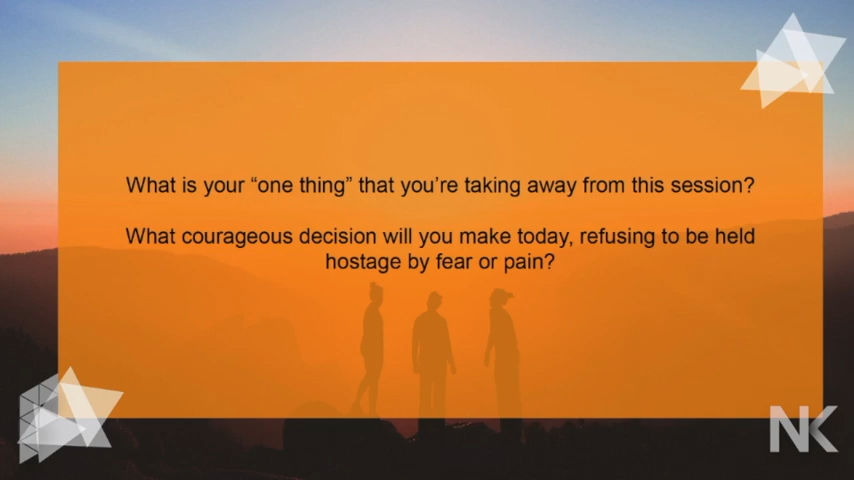 What is your “one thing” that you’re taking away from this session?
What courageous decision will you make today, refusing to be held
hostage by fear or pain?
NK